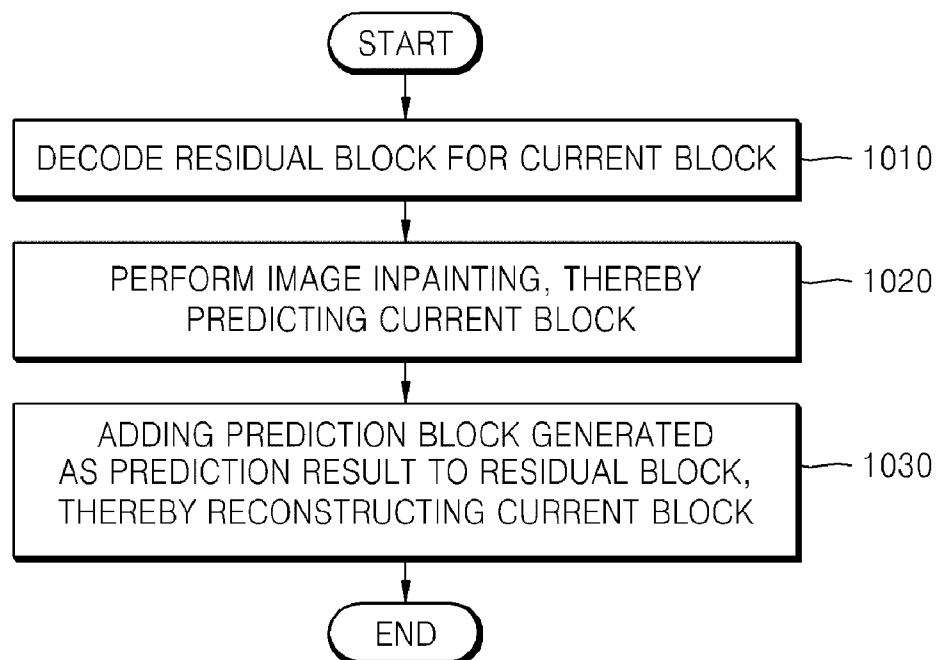 START
DECODE RESIDUAL BLOCK FOR CURRENT BLOCK
1010
PERFORM IMAGE INPAINTING, THEREBY
PREDICTING CURRENT BLOCK
1020
ADDING PREDICTION BLOCK GENERATED
AS PREDICTION RESULT TO RESIDUAL BLOCK,
THEREBY RECONSTRUCTING CURRENT BLOCK
1030
END